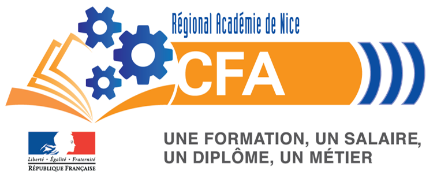 Régional Académie de Nice
CFA
UNE FORMATION, UN SALAIRE,
UN DIPLÔME, UN MÉTIER
Liberté • Égalité • Fraternité
RÉPUBLIQUE FRANÇAISE